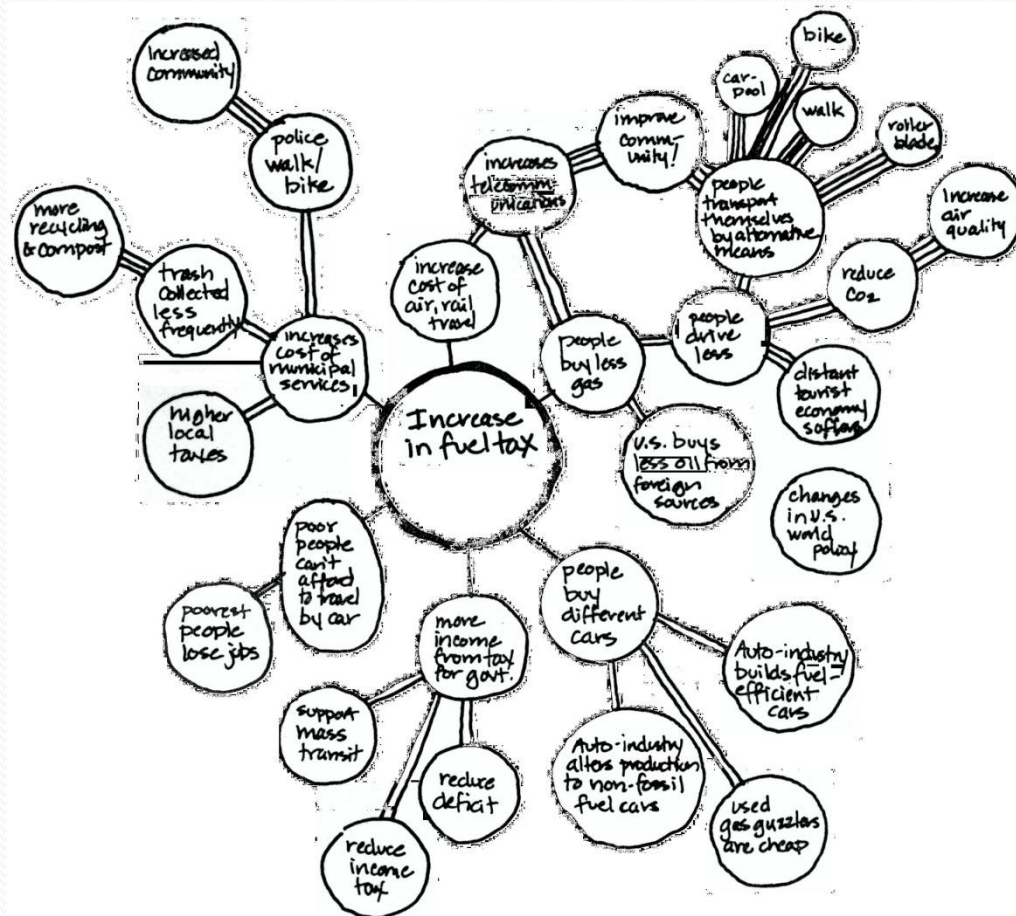 Increased
community
police
walk/
bike
more
recycling
& compost
trash
collected
less
frequently
increases
cost of
municipal
services
higher
local
taxes
increase
cost of
air, rail
travel
increases
telecomm-
unications
improve
comm-
unity!
car-
pool
bike
walk
roller
blade
people
transport
themselves
by alternative
means
Increase
air
quality
reduce
CO2
people
drive
less
people
buy less
gas
distant
tourist
economy
suffers
U.S. buys
less oil from
foreign
sources
changes
in U.S.
world
policy
Increase
in fuel tax
poor
people
can't
afford
to travel
by car
poorest
people
lose jobs
more
income
from tax
for govt.
support
mass
transit
reduce
income
tax
reduce
deficit
people
buy
different
cars
Auto-industry
builds fuel-
efficient
cars
Auto-industry
alters production
to non-fossil
fuel cars
used
gas guzzlers
are cheap